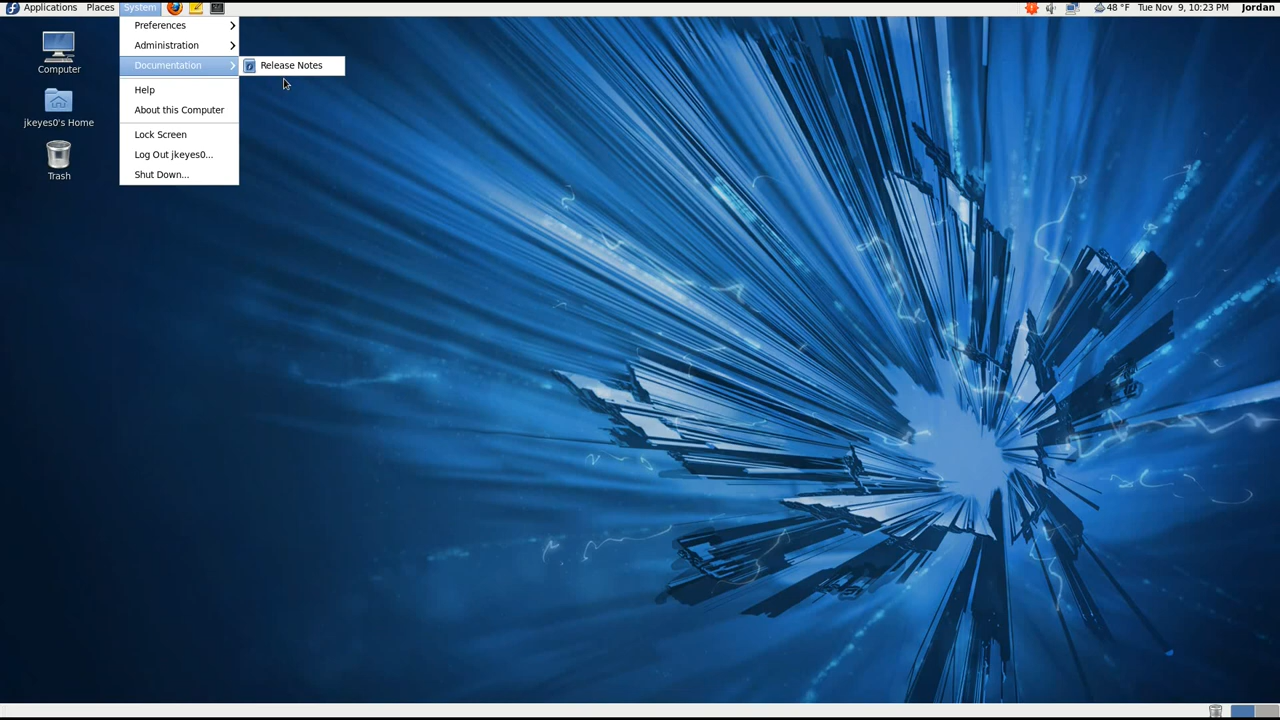 Applications Places System 48 °F Tue Nov 9, 10:23 PM Jordan
Preferences
Administration
Documentation
Release Notes
Help
About this Computer
Lock Screen
Log Out jkeyes0...
Shut Down...
Computer
jkeyes0's Home
Trash